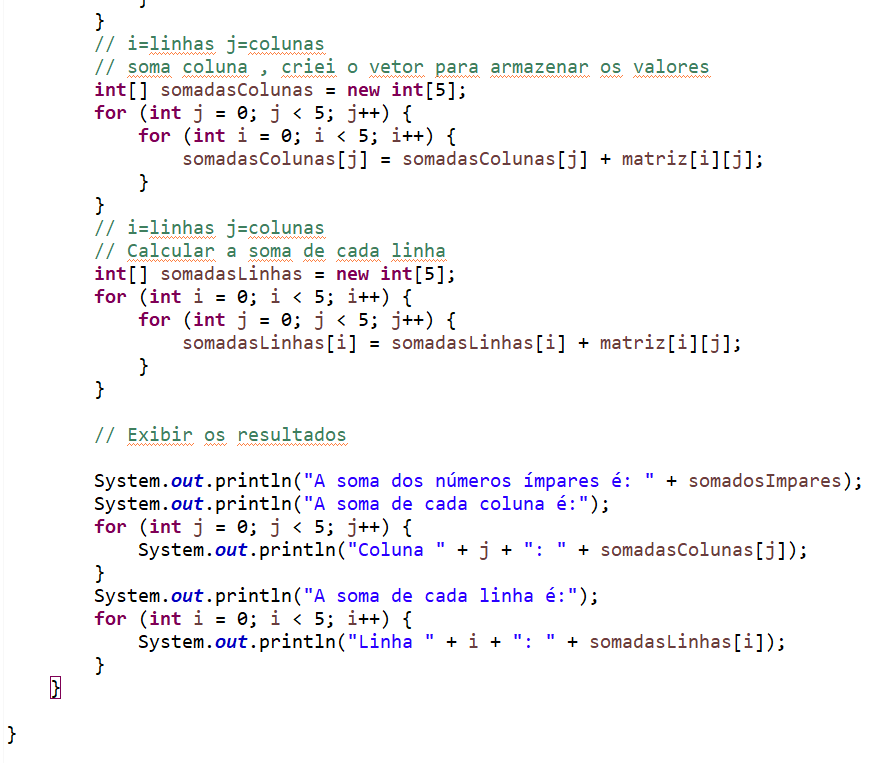 }
// i=linhas j=colunas
// soma coluna , criei o vetor para armazenar os valores
int[] somadasColunas = new int[5];
for (int j = 0; j < 5; j++) {
for (int i = 0; i < 5; i++) {
somadasColunas[j] = somadasColunas[j] + matriz[i][j];
}
}
// i=linhas j=colunas
// Calcular a soma de cada linha
int[] somadasLinhas = new int[5];
for (int i = 0; i < 5; i++) {
for (int j = 0; j < 5; j++) {
somadasLinhas[i] = somadasLinhas[i] + matriz[i][j];
}
}
// Exibir os resultados
System.out.println("A soma dos números ímpares é: " + somadosImpares);
System.out.println("A soma de cada coluna é:");
for (int j = 0; j < 5; j++) {
System.out.println("Coluna " + j + ": " + somadasColunas[j]);
}
System.out.println("A soma de cada linha é:");
for (int i = 0; i < 5; i++) {
System.out.println("Linha " + i + ": " + somadasLinhas[i]);
}
}
}